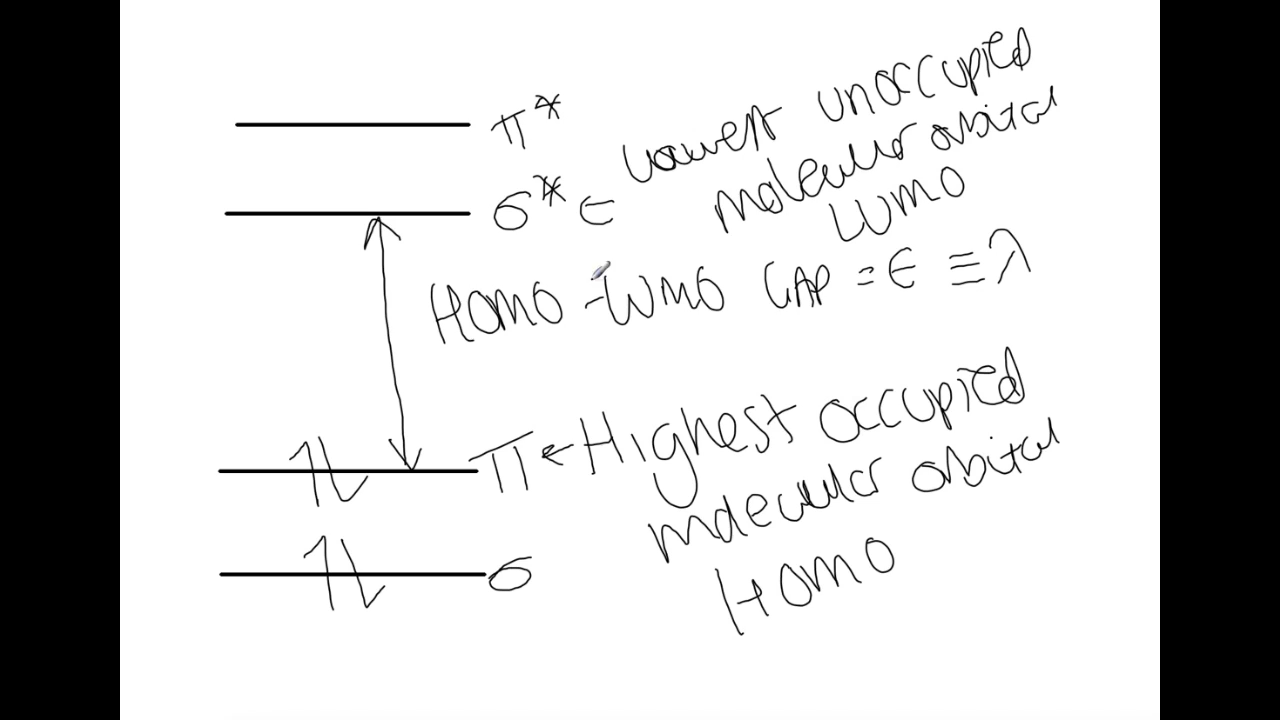 π*
σ* ← Lowest unoccupied
molecular orbital
LUMO
HOMO - LUMO GAP = E ≡ λ
π ← Highest occupied
molecular orbital
HOMO
σ